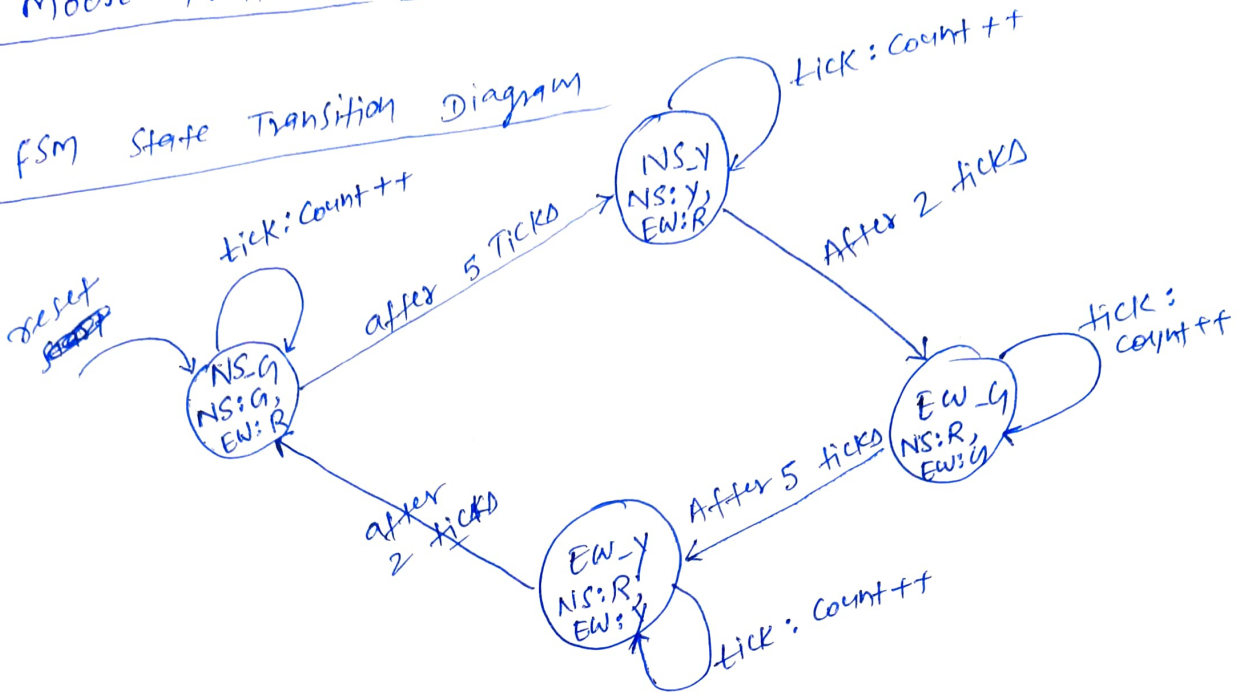 FSM State Transition Diagram
tick: Count ++
NS_Y
NS: Y,
EW: R
tick: Count ++
after 5 Ticks
After 2 ticks
reset
NS_G
NS: G,
EW: R
tick:
count ++
EW_G
NS: R,
EW: G
After 5 ticks
after
2 ticks
EW_Y
NS: R,
EW: Y
tick: Count ++